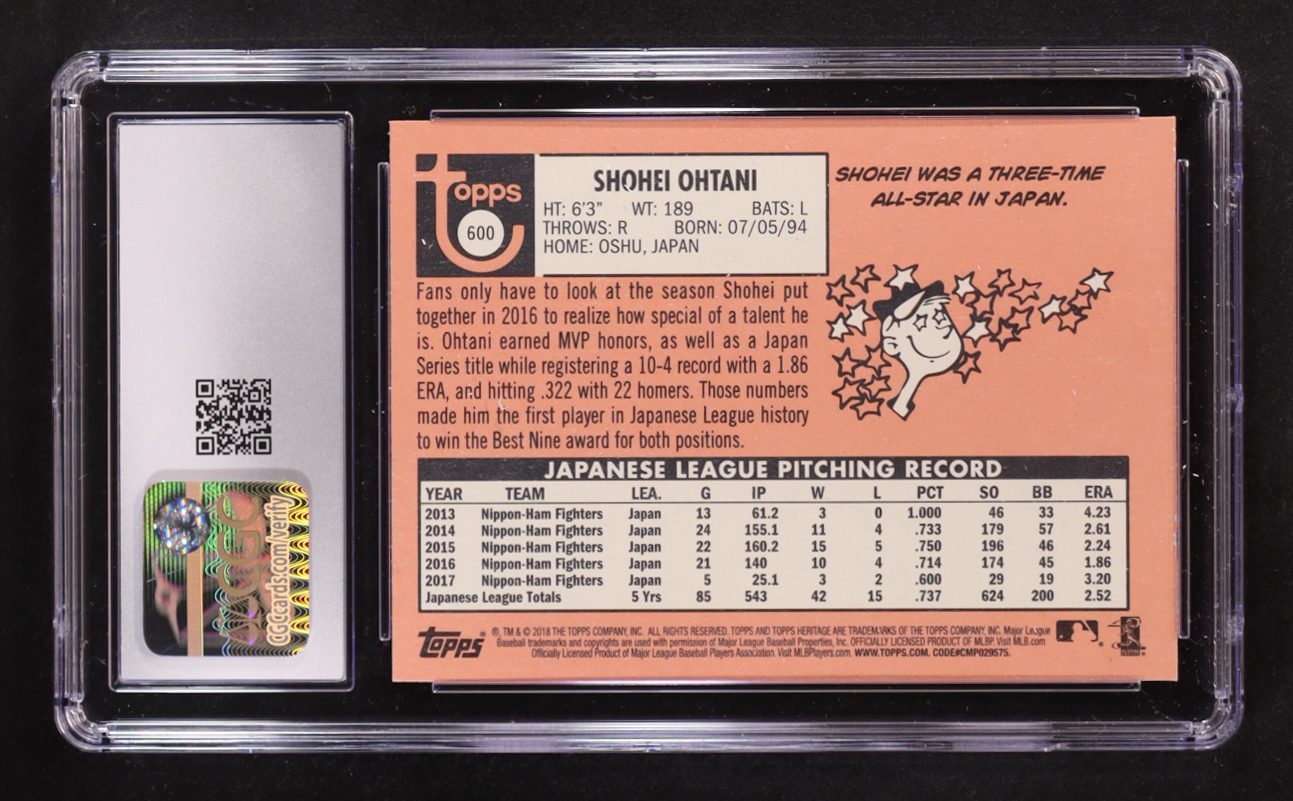 topps
600
SHOHEI OHTANI
HT: 6'3" WT: 189 BATS: L
THROWS: R BORN: 07/05/94
HOME: OSHU, JAPAN
SHOHEI WAS A THREE-TIME
ALL-STAR IN JAPAN.
Fans only have to look at the season Shohei put
together in 2016 to realize how special of a talent he
is. Ohtani earned MVP honors, as well as a Japan
Series title while registering a 10-4 record with a 1.86
ERA, and hitting .322 with 22 homers. Those numbers
made him the first player in Japanese League history
to win the Best Nine award for both positions.
JAPANESE LEAGUE PITCHING RECORD
YEAR TEAM LEA. G IP W L PCT SO BB ERA
2013 Nippon-Ham Fighters Japan 13 61.2 3 0 1.000 46 33 4.23
2014 Nippon-Ham Fighters Japan 24 155.1 11 4 .733 179 57 2.61
2015 Nippon-Ham Fighters Japan 22 160.2 15 5 .750 196 46 2.24
2016 Nippon-Ham Fighters Japan 21 140 10 4 .714 174 45 1.86
2017 Nippon-Ham Fighters Japan 5 25.1 3 2 .600 29 19 3.20
Japanese League Totals 5 Yrs 85 543 42 15 .737 624 200 2.52
topps
®, TM & © 2018 THE TOPPS COMPANY, INC. ALL RIGHTS RESERVED. TOPPS AND TOPPS HERITAGE ARE TRADEMARKS OF THE TOPPS COMPANY, INC. Major League
Baseball trademarks and copyrights are used with permission of Major League Baseball Properties, Inc. OFFICIALLY LICENSED PRODUCT OF MLBP. Visit MLB.com
Officially Licensed Product of Major League Baseball Players Association. Visit MLBPlayers.com. WWW.TOPPS.COM. CODE#CMP029575.
CGCcards.com/verify